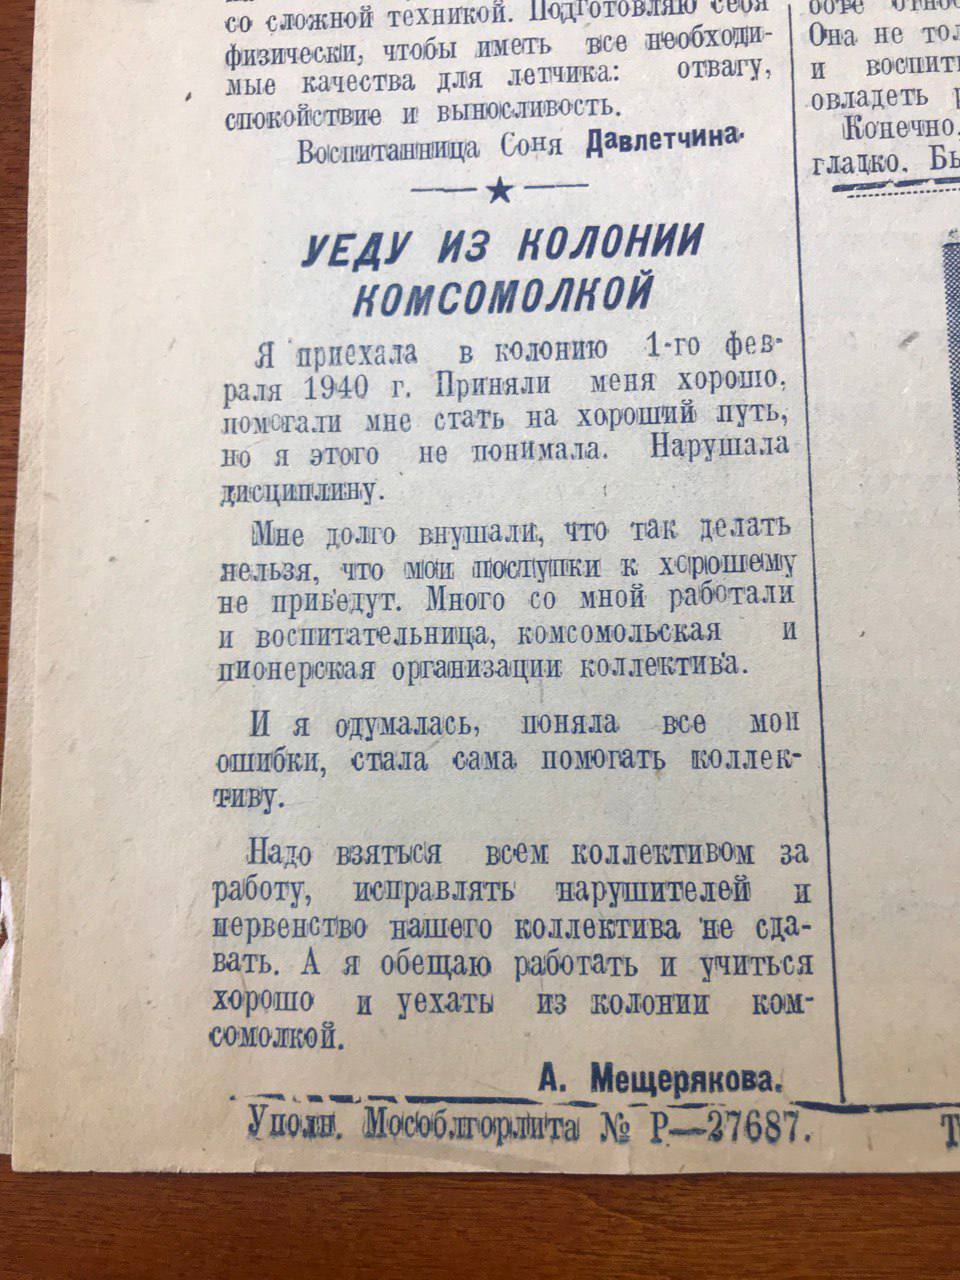 со сложной техникой. Подготовляю себя
физически, чтобы иметь все необходи-
мые качества для летчика: отвагу,
спокойствие и выносливость.
Воспитанница Соня Давлетчина.
УЕДУ ИЗ КОЛОНИИ
КОМСОМОЛКОЙ
Я приехала в колонию 1-го фев-
раля 1940 г. Приняли меня хорошо,
помогали мне стать на хороший путь,
но я этого не понимала. Нарушала
дисциплину.
Мне долго внушали, что так делать
нельзя, что мои поступки к хорошему
не приведут. Много со мной работали
и воспитательница, комсомольская и
пионерская организации коллектива.
И я одумалась, поняла все мои
ошибки, стала сама помогать коллек-
тиву.
Надо взяться всем коллективом за
работу, исправлять нарушителей и
первенство нашего коллектива не сда-
вать. А я обещаю работать и учиться
хорошо и уехать из колонии ком-
сомолкой.
А. Мещерякова.
Уполн. Мособлгорлита № Р—27687.
Она не
и
овладеть
Конечно,
гладко.